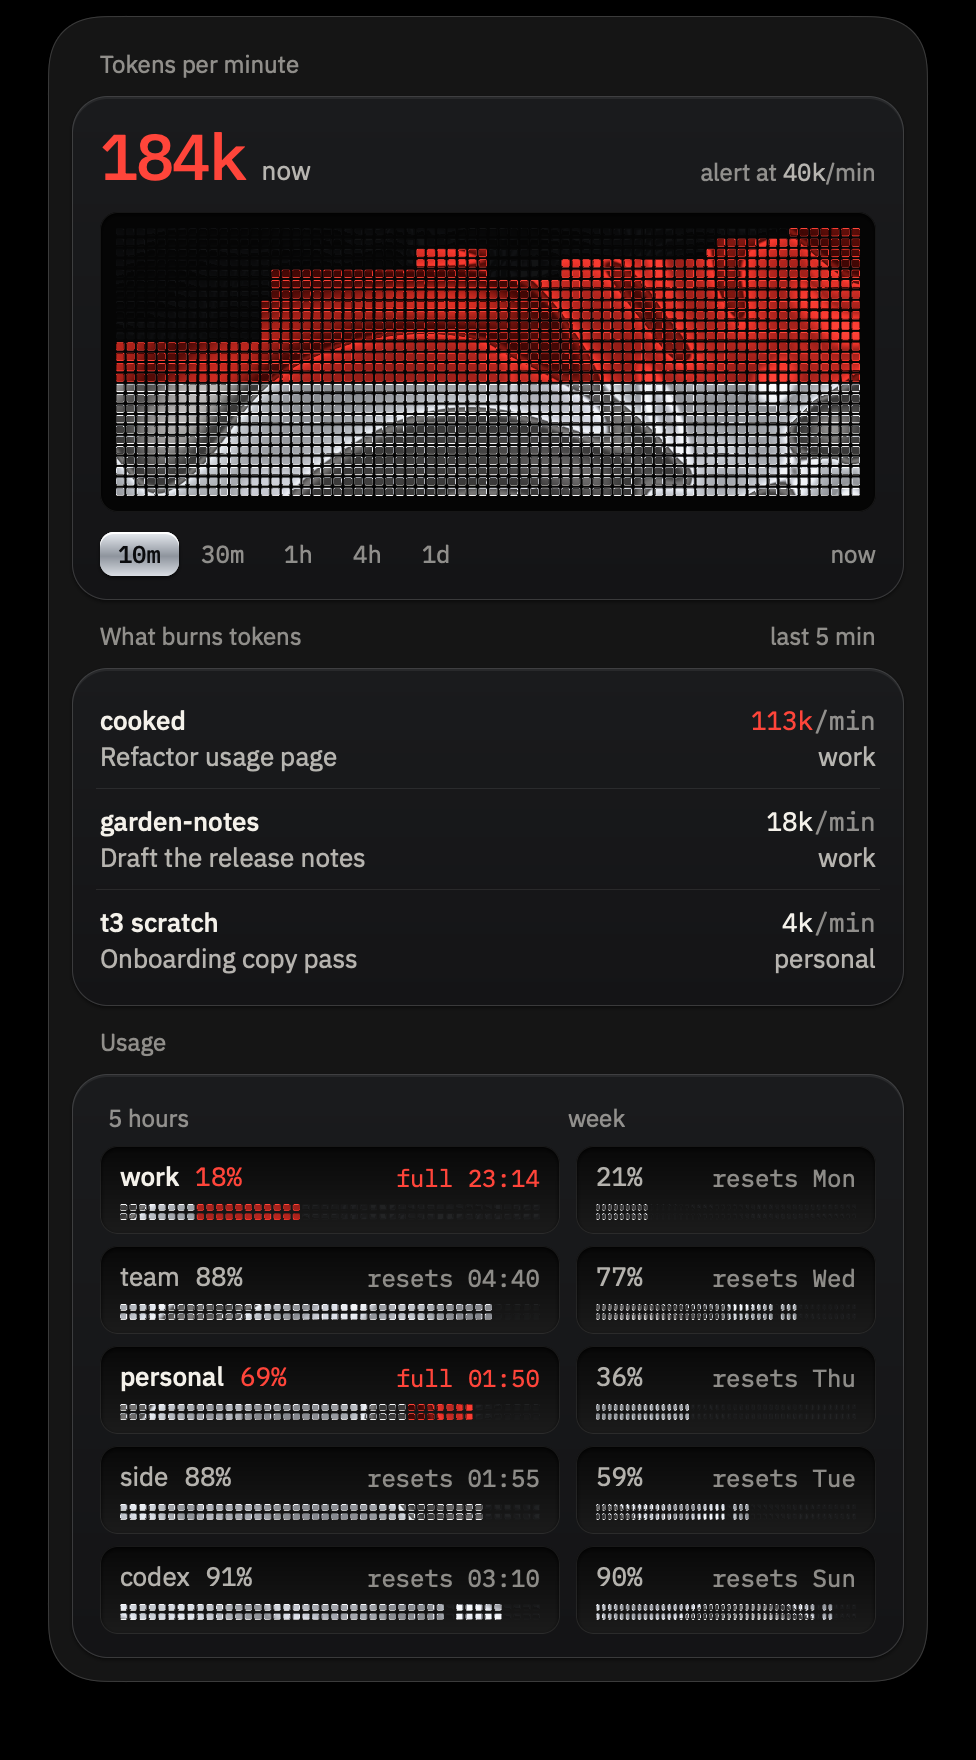 Tokens per minute
184k now alert at 40k/min
10m 30m 1h 4h 1d now
What burns tokens last 5 min
cooked 113k/min
Refactor usage page work
garden-notes 18k/min
Draft the release notes work
t3 scratch 4k/min
Onboarding copy pass personal
Usage
5 hours week
work 18% full 23:14 21% resets Mon
team 88% resets 04:40 77% resets Wed
personal 69% full 01:50 36% resets Thu
side 88% resets 01:55 59% resets Tue
codex 91% resets 03:10 90% resets Sun